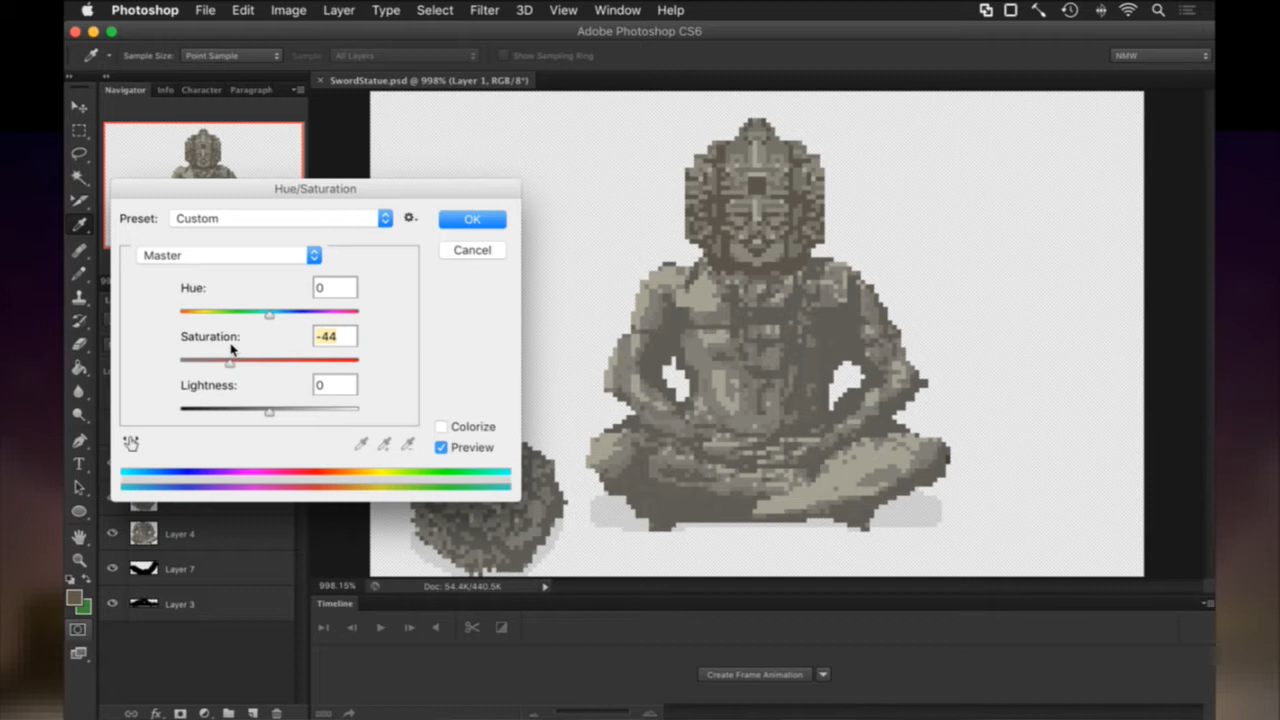 Photoshop File Edit Image Layer Type Select Filter 3D View Window Help
Adobe Photoshop CS6
Sample Size: Point Sample Sample: All Layers Show Sampling Ring NMW
Navigator Info Character Paragraph
× SwordStatue.psd @ 998% (Layer 1, RGB/8*)
Hue/Saturation
Preset: Custom OK
Master Cancel
Hue: 0
Saturation: -44
Lightness: 0
Colorize
Preview
Layer 4
Layer 7
Layer 3
998.15% Doc: 54.4K/440.5K
Timeline
Create Frame Animation